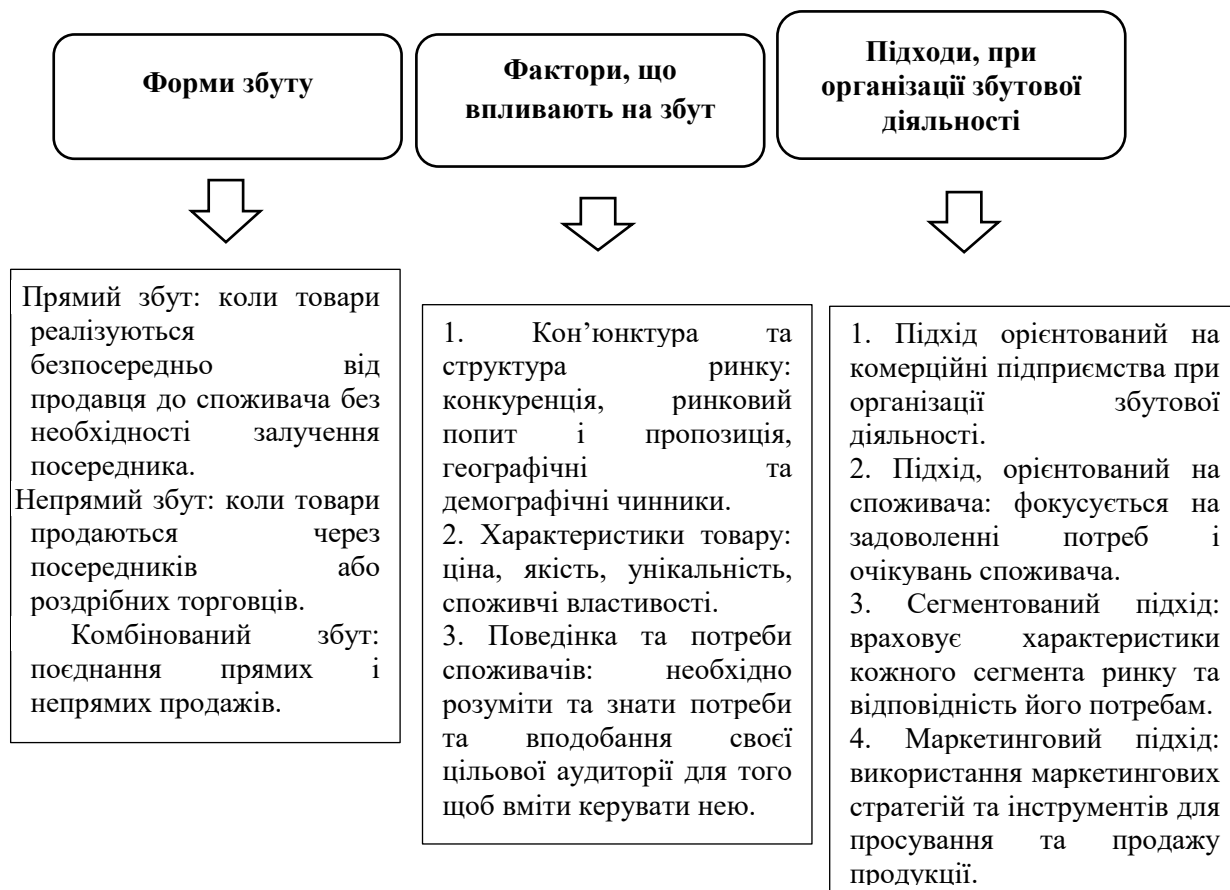 Форми збуту
Фактори, що
впливають на збут
Підходи, при
організації збутової
діяльності
Прямий збут: коли товари
реалізуються
безпосередньо від
продавця до споживача без
необхідності залучення
посередника.
Непрямий збут: коли товари
продаються через
посередників або
роздрібних торговців.
Комбінований збут:
поєднання прямих і
непрямих продажів.
1. Кон’юнктура та
структура ринку:
конкуренція, ринковий
попит і пропозиція,
географічні та
демографічні чинники.
2. Характеристики товару:
ціна, якість, унікальність,
споживчі властивості.
3. Поведінка та потреби
споживачів: необхідно
розуміти та знати потреби
та вподобання своєї
цільової аудиторії для того
щоб вміти керувати нею.
1. Підхід орієнтований на
комерційні підприємства при
організації збутової
діяльності.
2. Підхід, орієнтований на
споживача: фокусується на
задоволенні потреб і
очікувань споживача.
3. Сегментований підхід:
враховує характеристики
кожного сегмента ринку та
відповідність його потребам.
4. Маркетинговий підхід:
використання маркетингових
стратегій та інструментів для
просування та продажу
продукції.